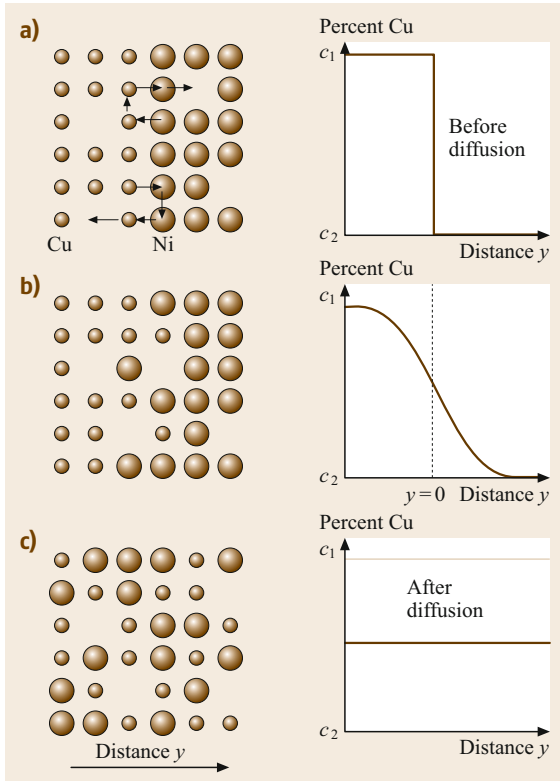 a)
Percent Cu
c1
Before
diffusion
c2
Distance y
Cu
Ni
b)
Percent Cu
c1
c2
y = 0
Distance y
c)
Percent Cu
c1
After
diffusion
c2
Distance y
Distance y